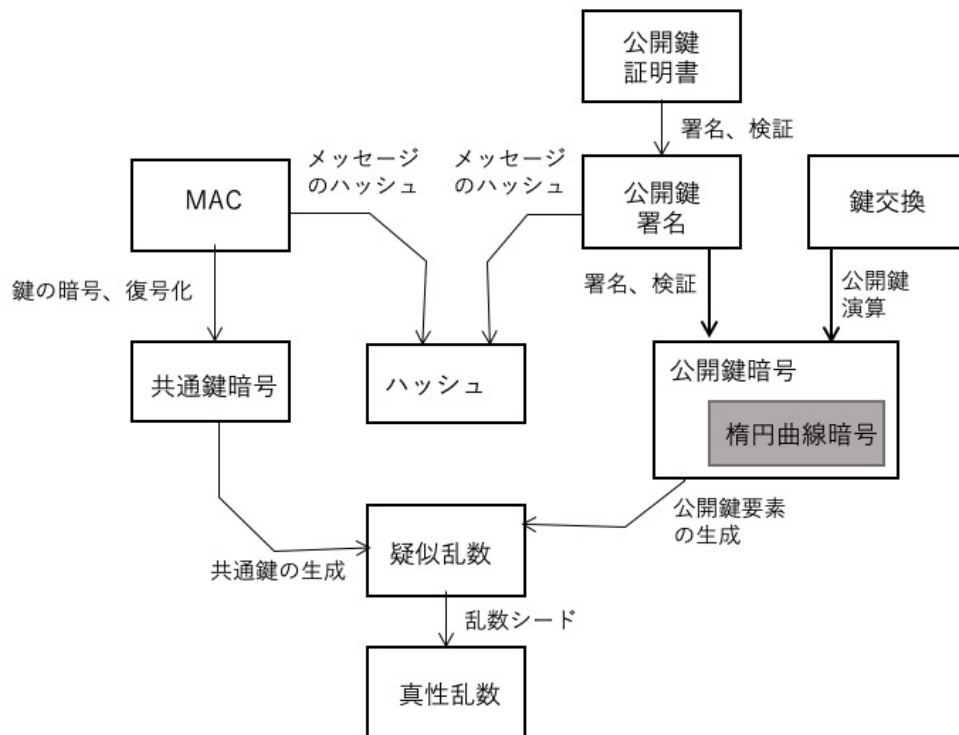 公開鍵
証明書
署名、検証
メッセージ
のハッシュ
メッセージ
のハッシュ
MAC
公開鍵
署名
鍵交換
鍵の暗号、復号化
署名、検証
公開鍵
演算
共通鍵暗号
ハッシュ
公開鍵暗号
楕円曲線暗号
公開鍵要素
の生成
疑似乱数
共通鍵の生成
乱数シード
真性乱数